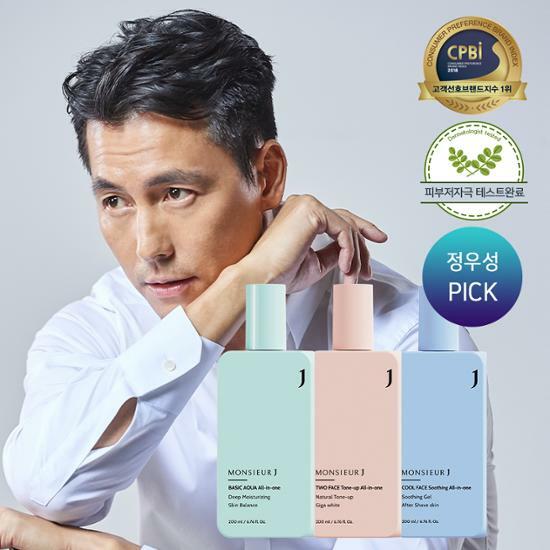 CONSUMER PREFERENCE BRAND INDEX
CPBI
CONSUMER PREFERENCE
BRAND INDEX
2018
고객선호브랜드지수 1위
Dermatologist Tested
피부저자극 테스트완료
정우성
PICK
J
MONSIEUR J
BASIC AQUA All-in-one
Deep Moisturizing
Skin Balance
200 ml / 6.76 FL OZ.
J
MONSIEUR J
TWO FACE Tone-up All-in-one
Natural Tone-up
Giga white
200 ml / 6.76 FL OZ.
J
MONSIEUR J
COOL FACE Soothing All-in-one
Soothing Gel
After Shave skin
200 ml / 6.76 FL OZ.